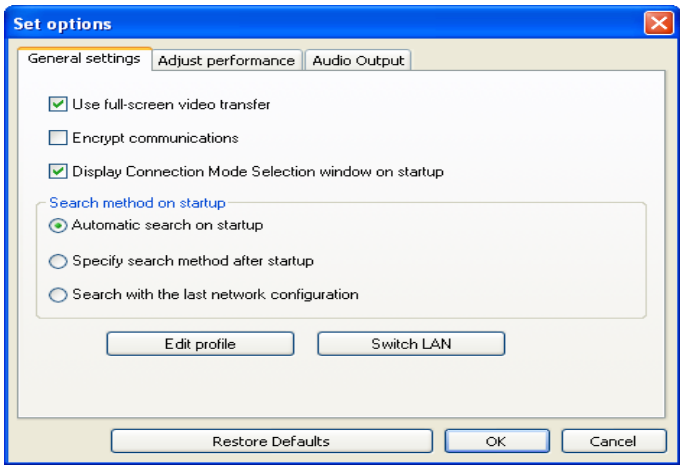 Set options
General settings Adjust performance Audio Output
Use full-screen video transfer
Encrypt communications
Display Connection Mode Selection window on startup
Search method on startup
Automatic search on startup
Specify search method after startup
Search with the last network configuration
Edit profile Switch LAN
Restore Defaults OK Cancel